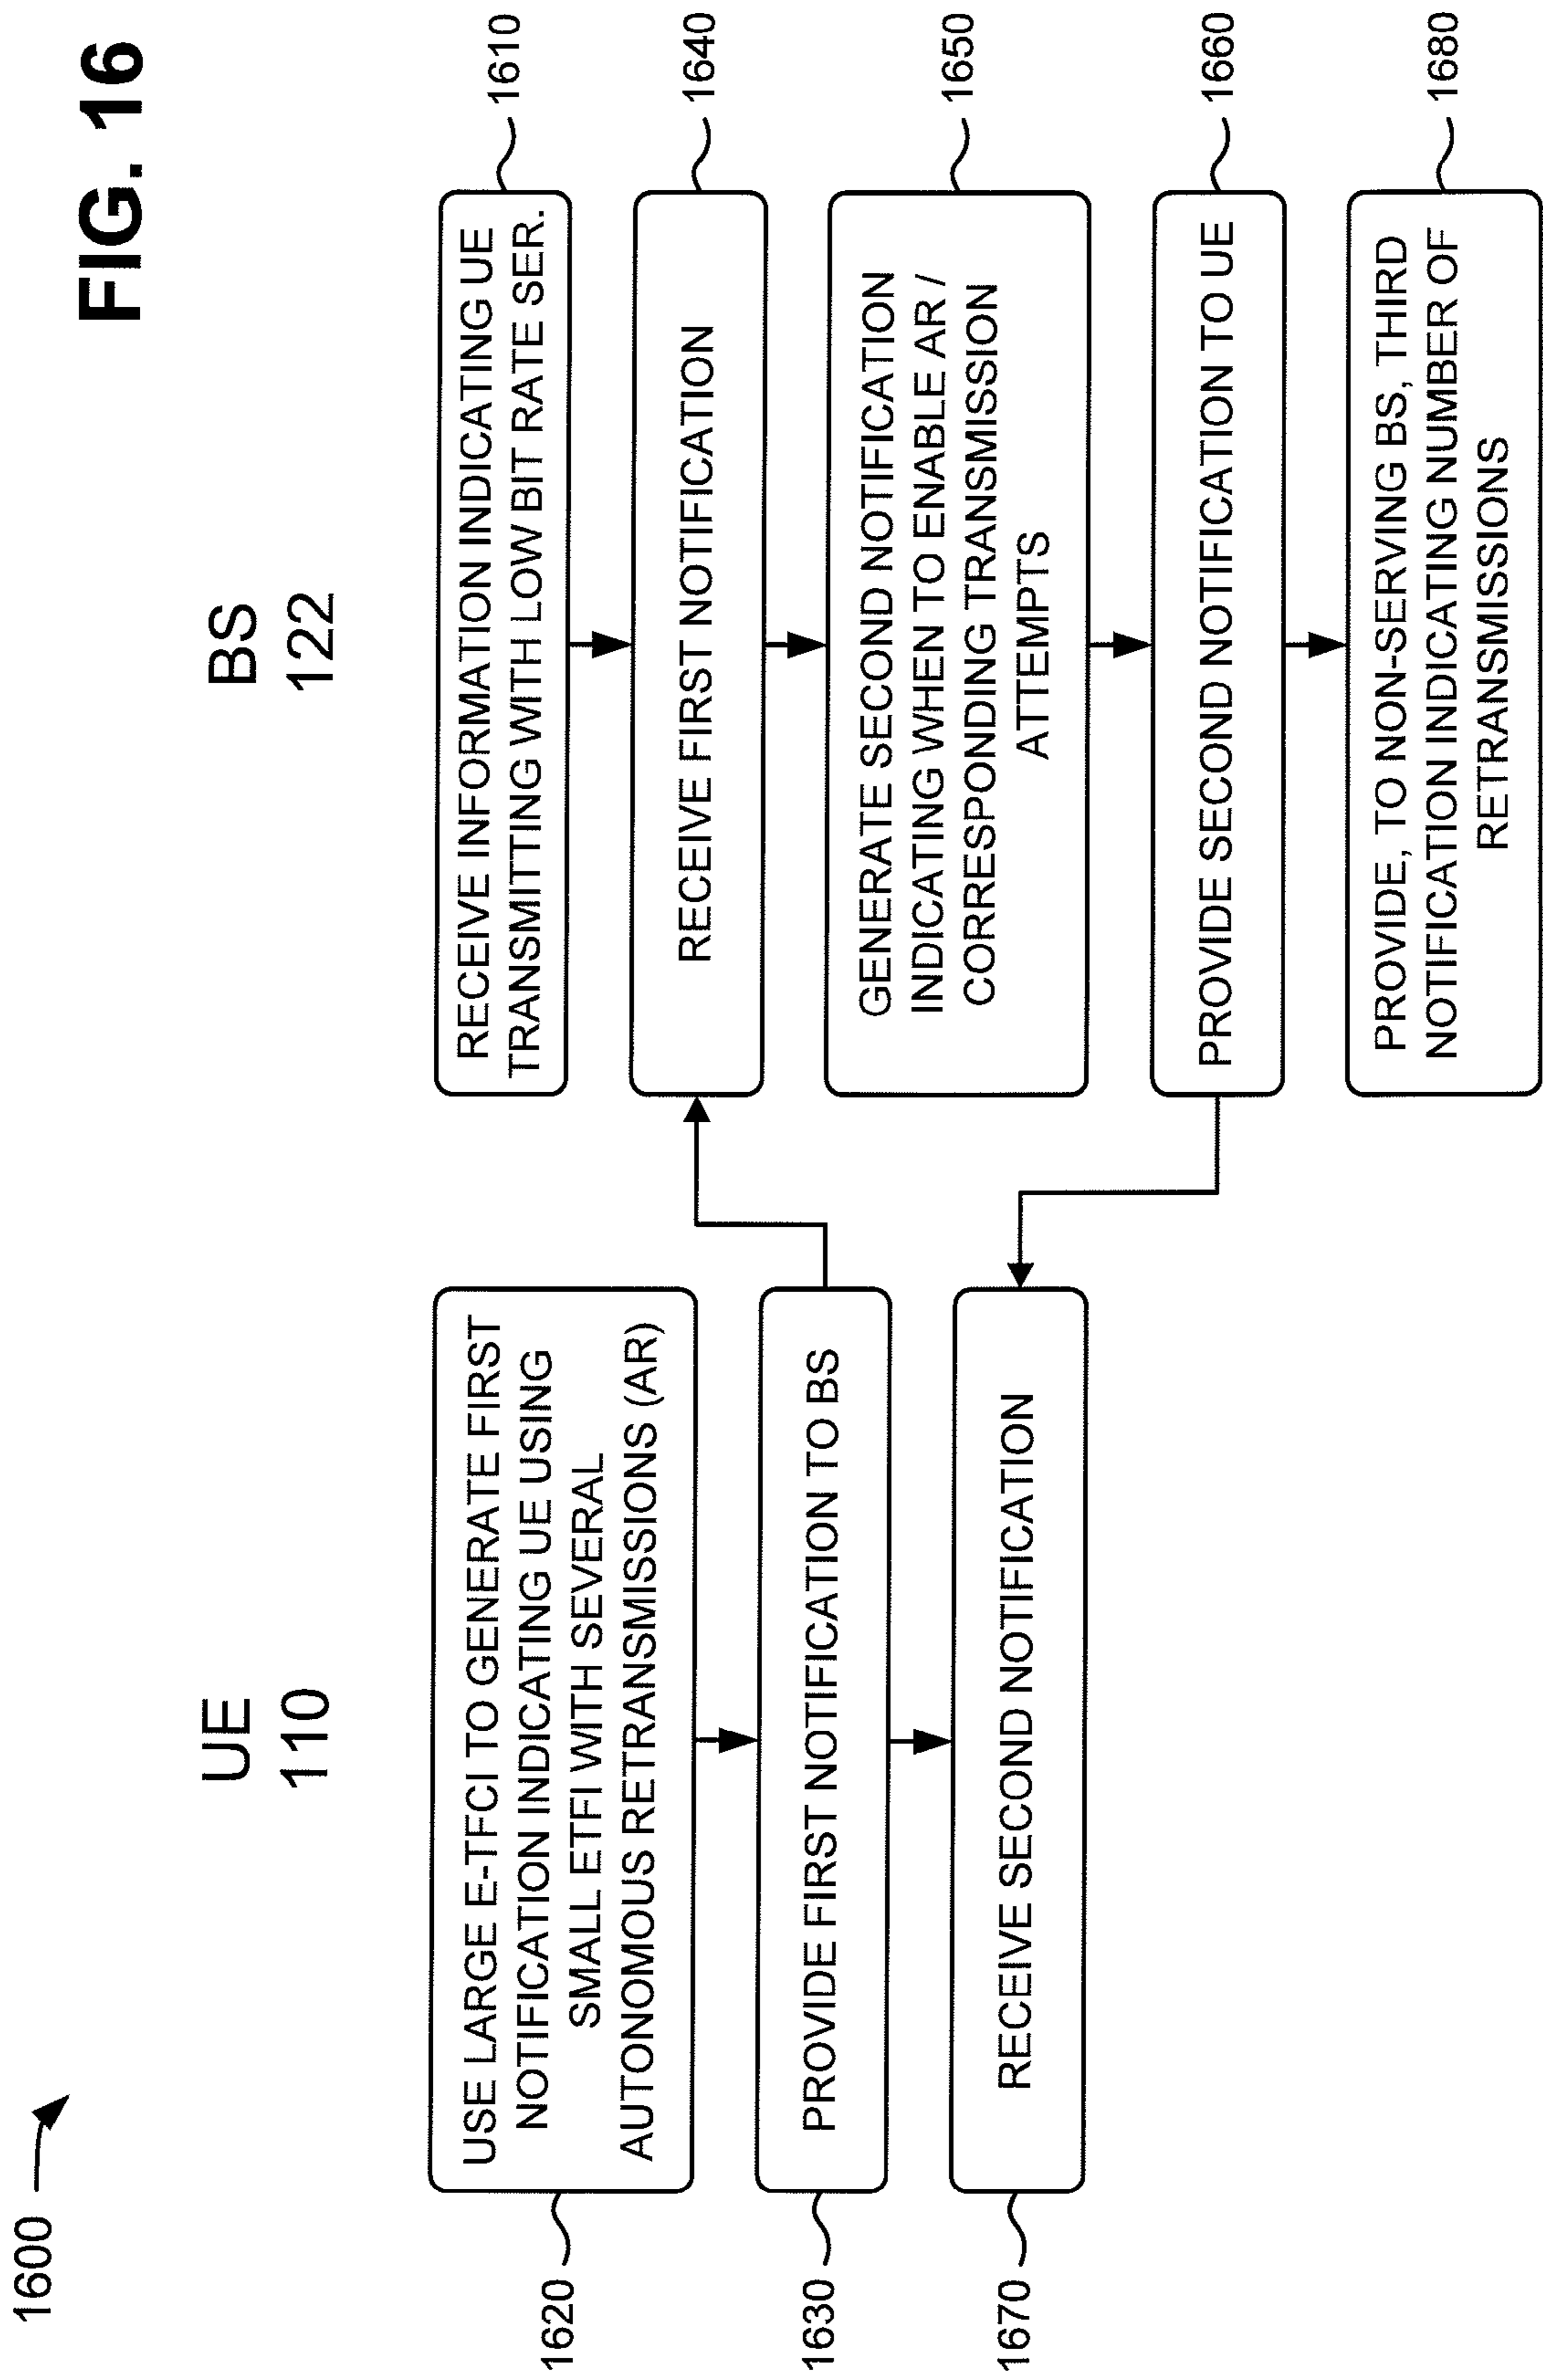 FIG. 16
1600
UE
110
BS
122
USE LARGE E-TFCI TO GENERATE FIRST
NOTIFICATION INDICATING UE USING
SMALL ETFI WITH SEVERAL
AUTONOMOUS RETRANSMISSIONS (AR)
1620
PROVIDE FIRST NOTIFICATION TO BS
1630
RECEIVE SECOND NOTIFICATION
1670
RECEIVE INFORMATION INDICATING UE
TRANSMITTING WITH LOW BIT RATE SER.
1610
RECEIVE FIRST NOTIFICATION
1640
GENERATE SECOND NOTIFICATION
INDICATING WHEN TO ENABLE AR /
CORRESPONDING TRANSMISSION
ATTEMPTS
1650
PROVIDE SECOND NOTIFICATION TO UE
1660
PROVIDE, TO NON-SERVING BS, THIRD
NOTIFICATION INDICATING NUMBER OF
RETRANSMISSIONS
1680